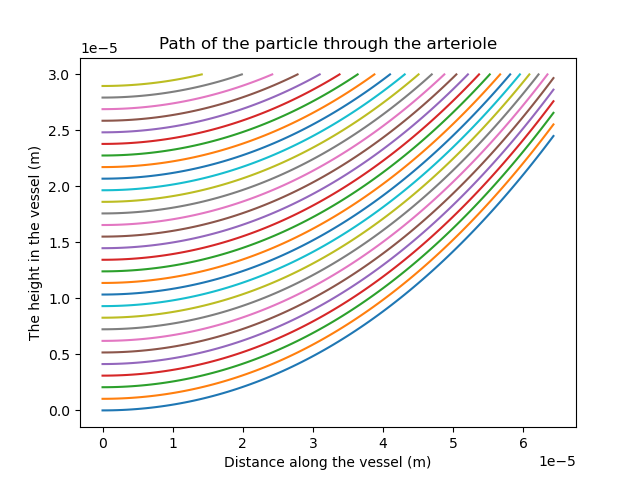 Path of the particle through the arteriole
1e−5
3.0
2.5
2.0
1.5
1.0
0.5
0.0
The height in the vessel (m)
0 1 2 3 4 5 6
Distance along the vessel (m)
1e−5